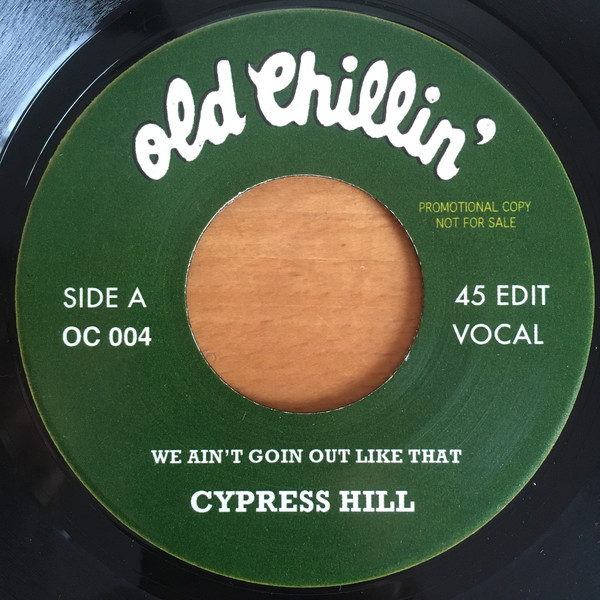 old Chillin'
PROMOTIONAL COPY
NOT FOR SALE
SIDE A
OC 004
45 EDIT
VOCAL
WE AIN'T GOIN OUT LIKE THAT
CYPRESS HILL